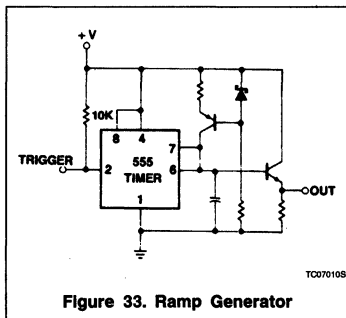 +V
10K
8
4
TRIGGER
7
555
TIMER
2
6
1
OUT
TC07010S
Figure 33. Ramp Generator